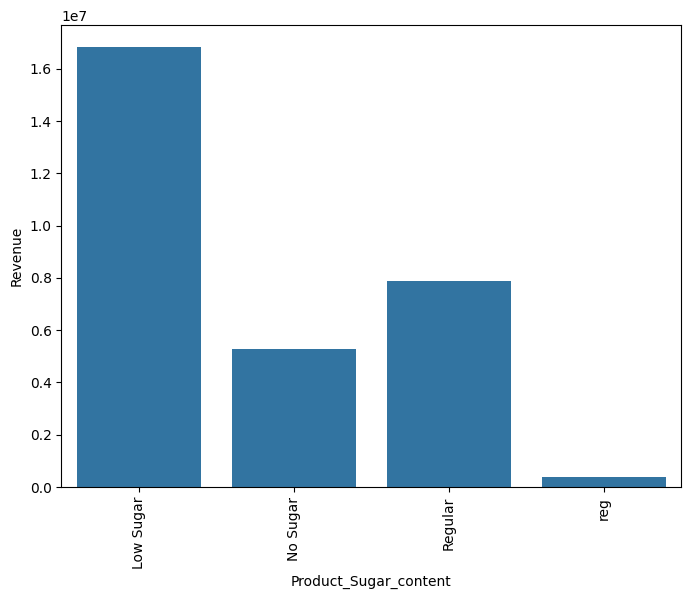 1e7
1.6
1.4
1.2
1.0
0.8
0.6
0.4
0.2
0.0
Revenue
Low Sugar
No Sugar
Regular
reg
Product_Sugar_content